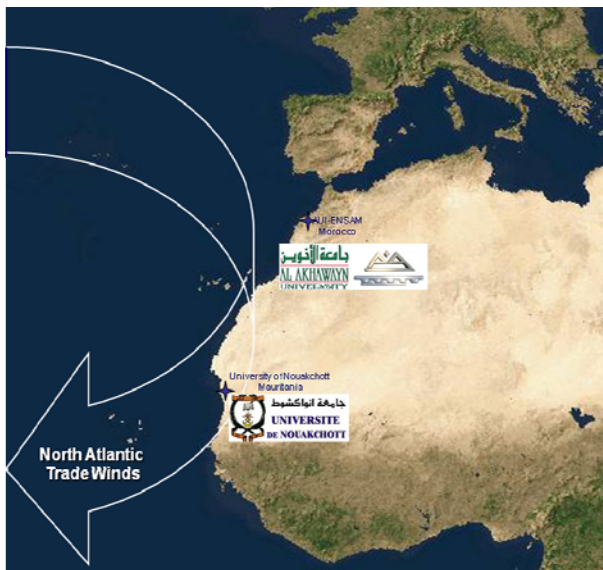 AUI-ENSAM
Morocco
جامعة الأخوين
AL AKHAWAYN
UNIVERSITY
University of Nouakchott
Mauritania
جامعة انواكشوط
UNIVERSITE
DE NOUAKCHOTT
North Atlantic
Trade Winds